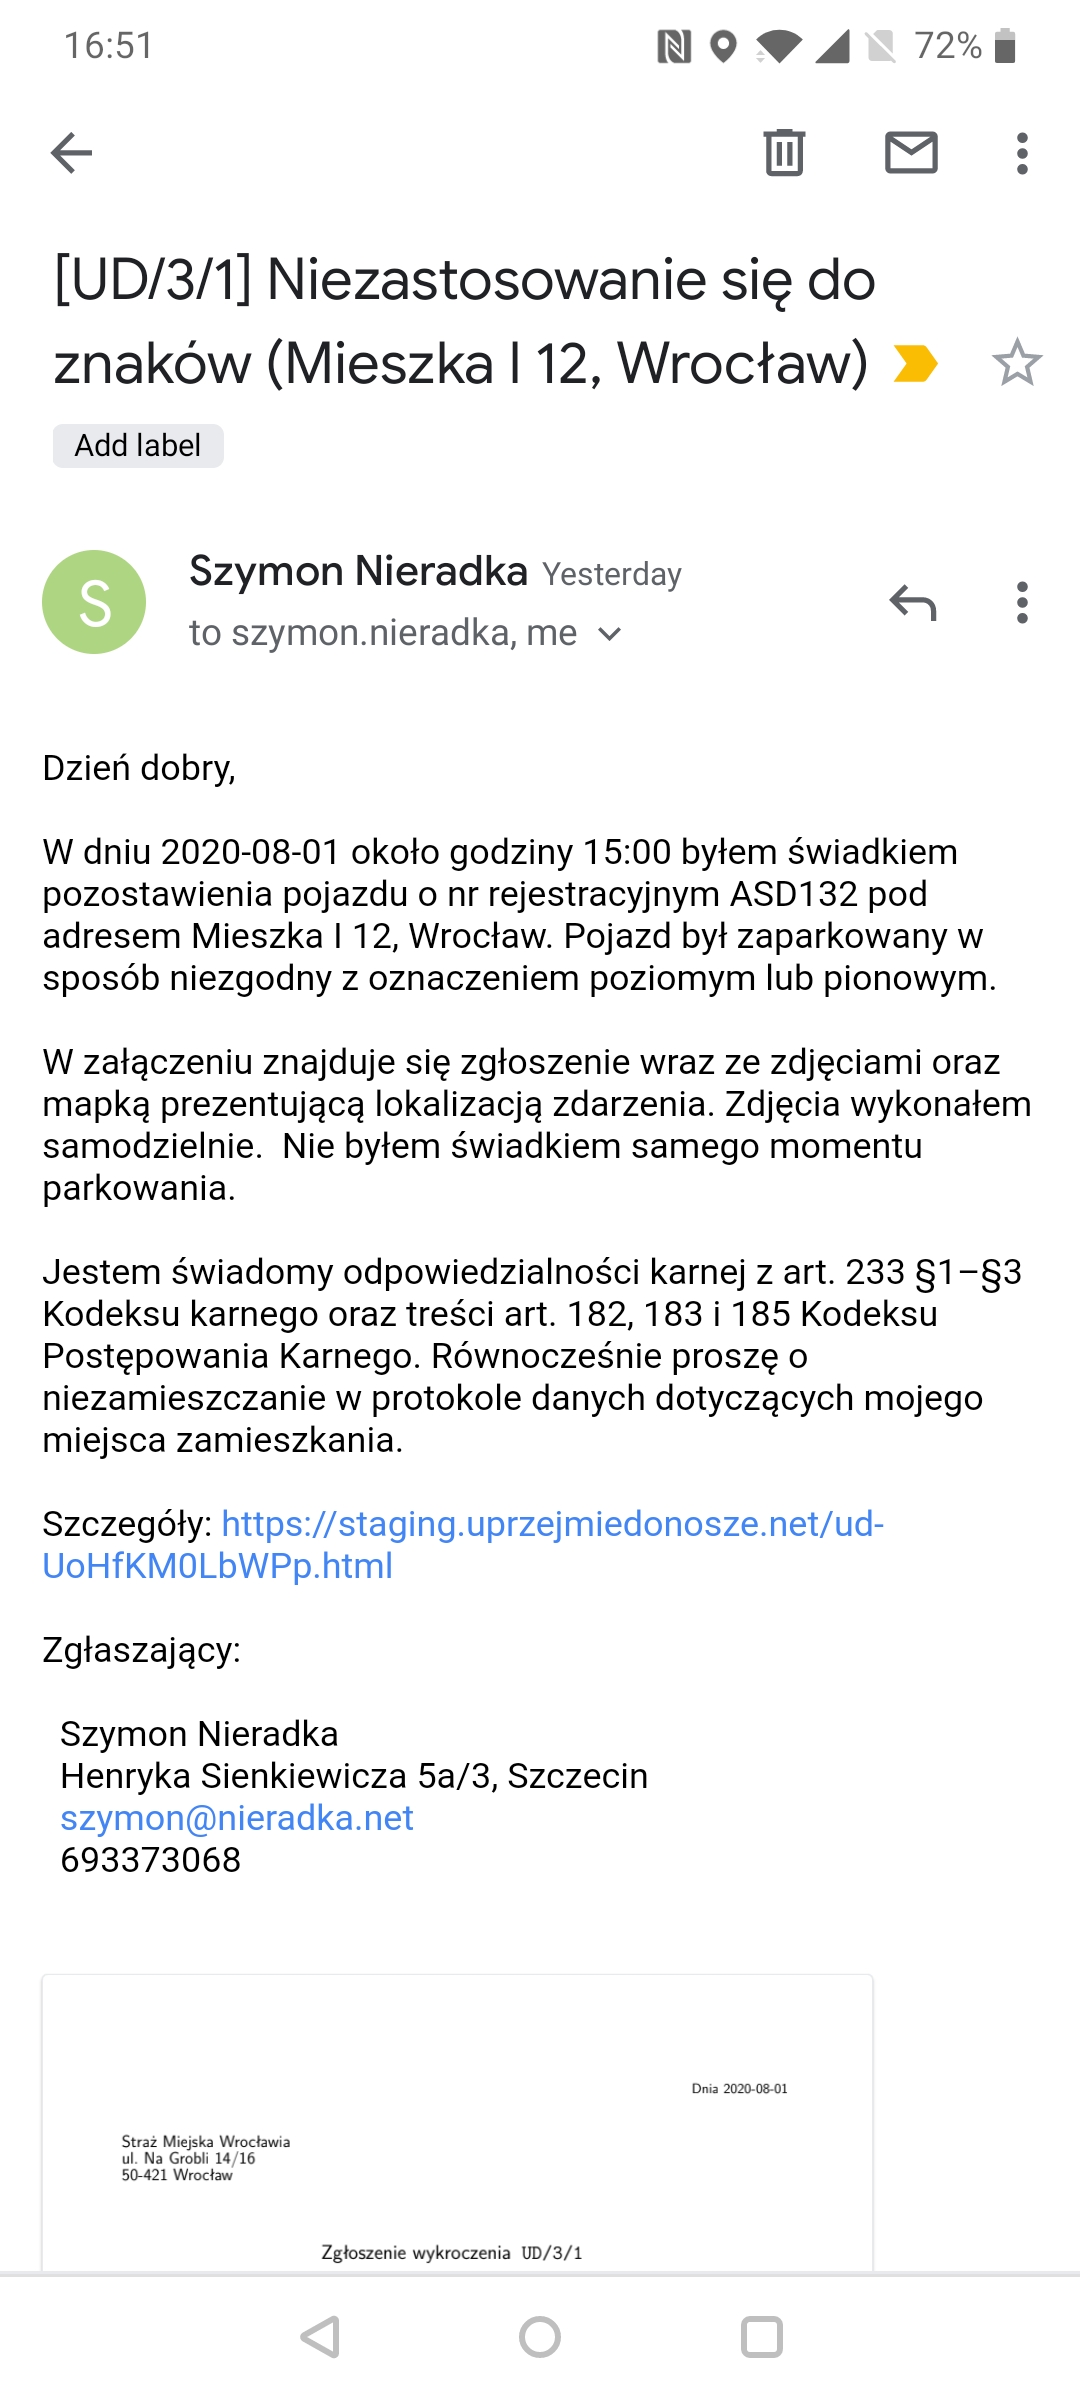 16:51
72%
[UD/3/1] Niezastosowanie się do
znaków (Mieszka I 12, Wrocław)
Add label
S
Szymon Nieradka Yesterday
to szymon.nieradka, me
Dzień dobry,
W dniu 2020-08-01 około godziny 15:00 byłem świadkiem
pozostawienia pojazdu o nr rejestracyjnym ASD132 pod
adresem Mieszka I 12, Wrocław. Pojazd był zaparkowany w
sposób niezgodny z oznaczeniem poziomym lub pionowym.
W załączeniu znajduje się zgłoszenie wraz ze zdjęciami oraz
mapką prezentującą lokalizacją zdarzenia. Zdjęcia wykonałem
samodzielnie.  Nie byłem świadkiem samego momentu
parkowania.
Jestem świadomy odpowiedzialności karnej z art. 233 §1–§3
Kodeksu karnego oraz treści art. 182, 183 i 185 Kodeksu
Postępowania Karnego. Równocześnie proszę o
niezamieszczanie w protokole danych dotyczących mojego
miejsca zamieszkania.
Szczegóły: https://staging.uprzejmiedonosze.net/ud-
UoHfKM0LbWPp.html
Zgłaszający:
Szymon Nieradka
Henryka Sienkiewicza 5a/3, Szczecin
szymon@nieradka.net
693373068
Dnia 2020-08-01
Straż Miejska Wrocławia
ul. Na Grobli 14/16
50-421 Wrocław
Zgłoszenie wykroczenia UD/3/1